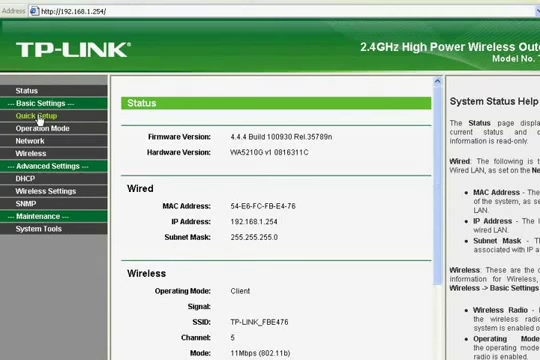 Address http://192.168.1.254/
TP-LINK
2.4GHz High Power Wireless
Model No.
Status
--- Basic Settings ---
Quick Setup
Operation Mode
Network
Wireless
--- Advanced Settings ---
DHCP
Wireless Settings
SNMP
--- Maintenance ---
System Tools
Status
Firmware Version: 4.4.4 Build 100930 Rel.35789n
Hardware Version: WA5210G v1 0816311C
Wired
MAC Address: 54-E6-FC-FB-E4-76
IP Address: 192.168.1.254
Subnet Mask: 255.255.255.0
Wireless
Operating Mode: Client
Signal:
SSID: TP-LINK_FBE476
Channel: 5
Mode: 11Mbps (802.11b)
System Status Help
The Status page
current status and
information is read-only.
Wired: The following is
Wired LAN, as set on the
• MAC Address - The
of the system, as
LAN.
• IP Address - The
wired LAN.
• Subnet Mask -
associated with IP
Wireless: These are the
information for Wireless,
Wireless -> Basic Settings
• Wireless Radio -
the wireless
system is enabled
• Operating
the operating mode
radio is enabled.